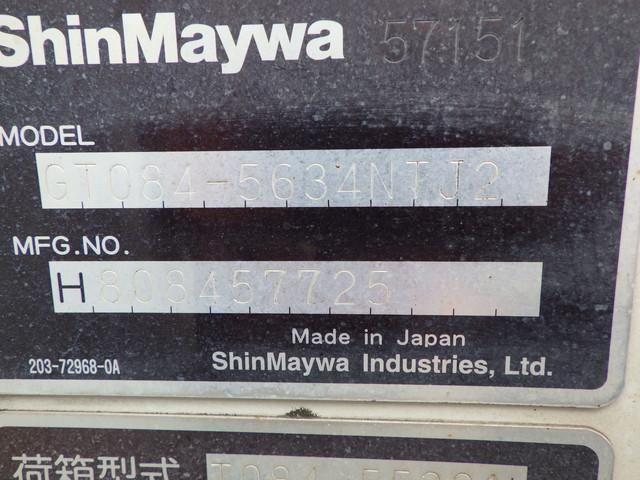 ShinMaywa 57151
MODEL
GT084-5634NTJ2
MFG.NO.
H806457725
Made in Japan
203-72968-0A ShinMaywa Industries, Ltd.
荷箱型式